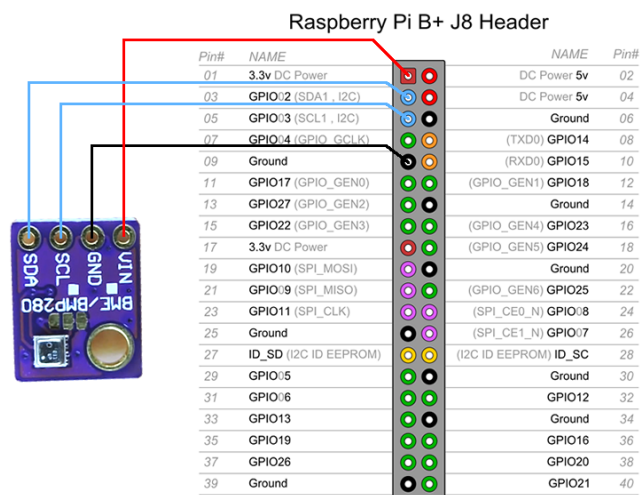 Raspberry Pi B+ J8 Header
Pin# NAME NAME Pin#
01 3.3v DC Power DC Power 5v 02
03 GPIO02 (SDA1 , I2C) DC Power 5v 04
05 GPIO03 (SCL1 , I2C) Ground 06
07 GPIO04 (GPIO_GCLK) (TXD0) GPIO14 08
09 Ground (RXD0) GPIO15 10
11 GPIO17 (GPIO_GEN0) (GPIO_GEN1) GPIO18 12
13 GPIO27 (GPIO_GEN2) Ground 14
15 GPIO22 (GPIO_GEN3) (GPIO_GEN4) GPIO23 16
17 3.3v DC Power (GPIO_GEN5) GPIO24 18
19 GPIO10 (SPI_MOSI) Ground 20
21 GPIO09 (SPI_MISO) (GPIO_GEN6) GPIO25 22
23 GPIO11 (SPI_CLK) (SPI_CE0_N) GPIO08 24
25 Ground (SPI_CE1_N) GPIO07 26
27 ID_SD (I2C ID EEPROM) (I2C ID EEPROM) ID_SC 28
29 GPIO05 Ground 30
31 GPIO06 GPIO12 32
33 GPIO13 Ground 34
35 GPIO19 GPIO16 36
37 GPIO26 GPIO20 38
39 Ground GPIO21 40
SDA
SCL
GND
VIN
BME/BMP280